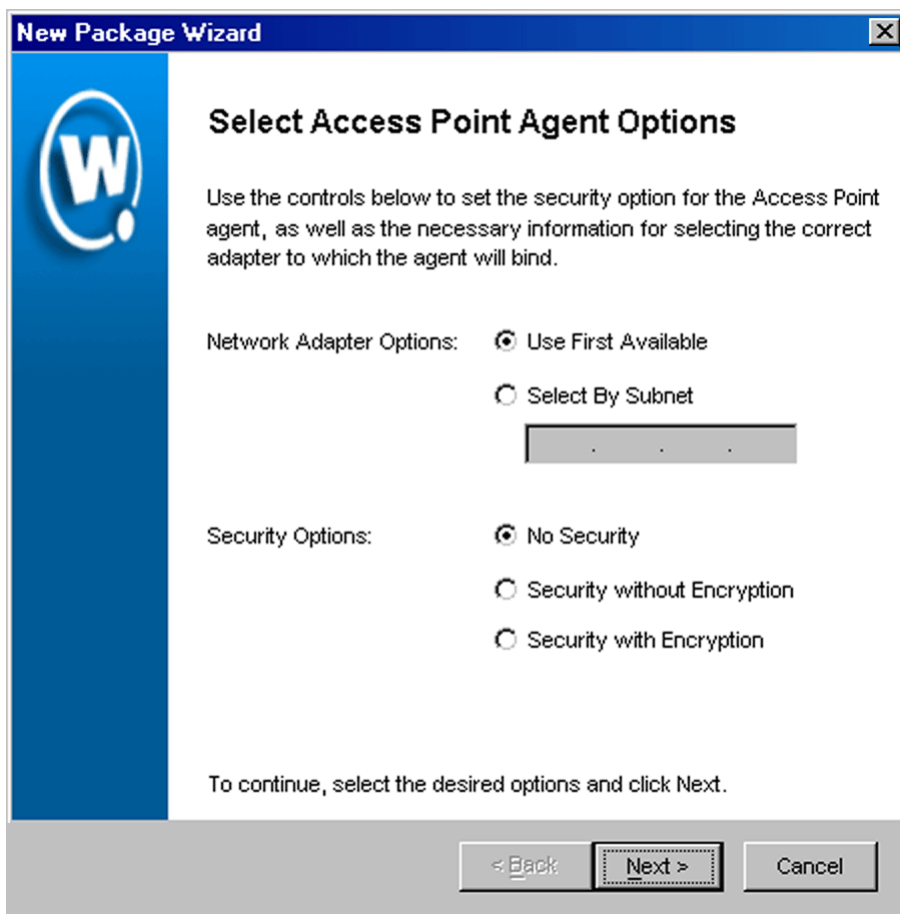 New Package Wizard
W
Select Access Point Agent Options
Use the controls below to set the security option for the Access Point
agent, as well as the necessary information for selecting the correct
adapter to which the agent will bind.
Network Adapter Options:
Use First Available
Select By Subnet
. . .
Security Options:
No Security
Security without Encryption
Security with Encryption
To continue, select the desired options and click Next.
< Back
Next >
Cancel